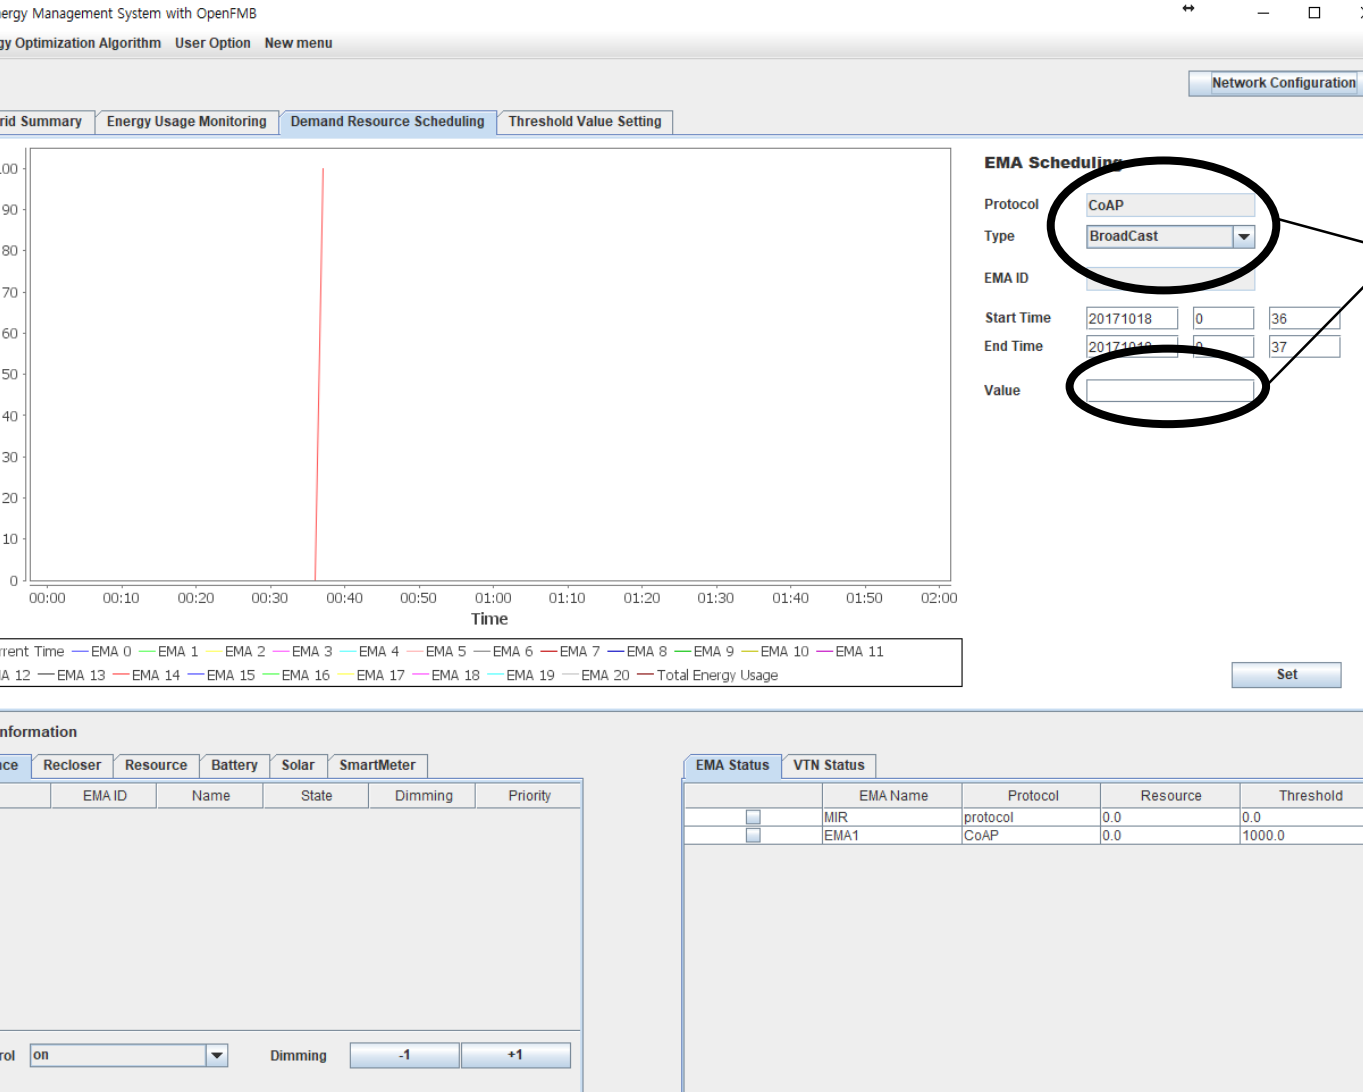 nergy Management System with OpenFMB
gy Optimization Algorithm User Option New menu
Network Configuration
rid Summary Energy Usage Monitoring Demand Resource Scheduling Threshold Value Setting
EMA Scheduling
Protocol CoAP
Type BroadCast
EMA ID
Start Time 20171018 0 36
End Time 20171018 0 37
Value
00
90
80
70
60
50
40
30
20
10
0
00:00 00:10 00:20 00:30 00:40 00:50 01:00 01:10 01:20 01:30 01:40 01:50 02:00
Time
rrent Time EMA 0 EMA 1 EMA 2 EMA 3 EMA 4 EMA 5 EMA 6 EMA 7 EMA 8 EMA 9 EMA 10 EMA 11
A 12 EMA 13 EMA 14 EMA 15 EMA 16 EMA 17 EMA 18 EMA 19 EMA 20 Total Energy Usage
Set
nformation
nce Recloser Resource Battery Solar SmartMeter
EMA ID Name State Dimming Priority
EMA Status VTN Status
EMA Name Protocol Resource Threshold
MIR protocol 0.0 0.0
EMA1 CoAP 0.0 1000.0
rol on Dimming -1 +1